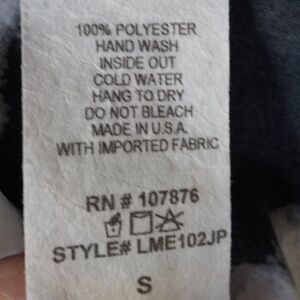 100% POLYESTER
HAND WASH
INSIDE OUT
COLD WATER
HANG TO DRY
DO NOT BLEACH
MADE IN U.S.A.
WITH IMPORTED FABRIC
RN # 107876
STYLE# LME102JP
S